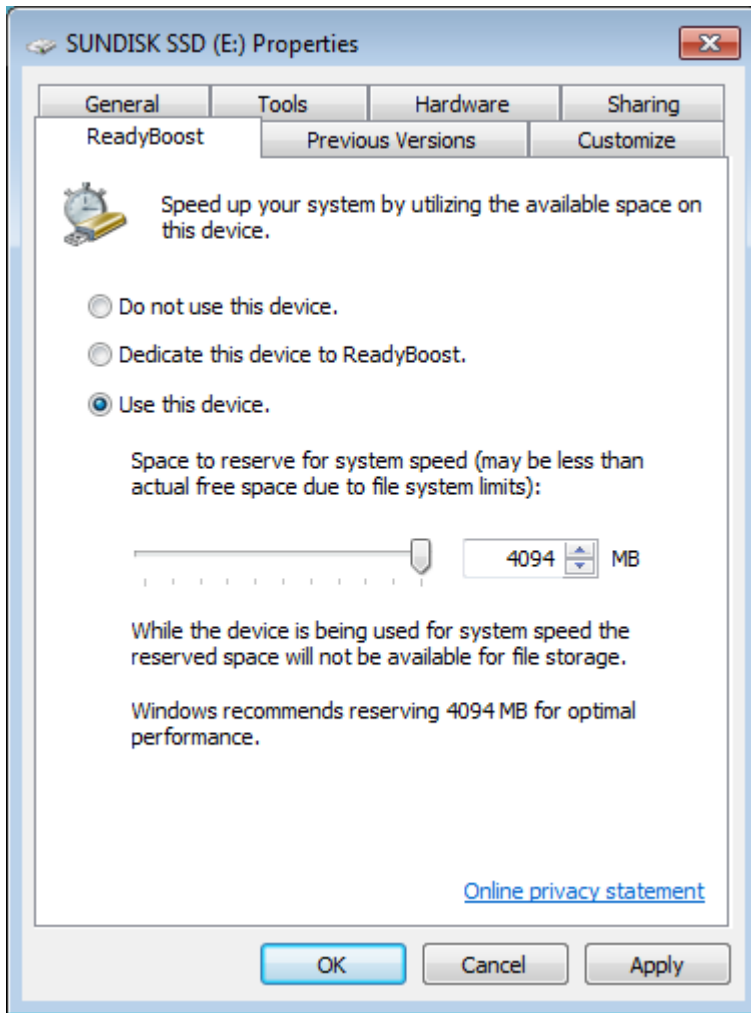 SUNDISK SSD (E:) Properties
General Tools Hardware Sharing
ReadyBoost Previous Versions Customize
Speed up your system by utilizing the available space on
this device.
Do not use this device.
Dedicate this device to ReadyBoost.
Use this device.
Space to reserve for system speed (may be less than
actual free space due to file system limits):
4094 MB
While the device is being used for system speed the
reserved space will not be available for file storage.
Windows recommends reserving 4094 MB for optimal
performance.
Online privacy statement
OK Cancel Apply